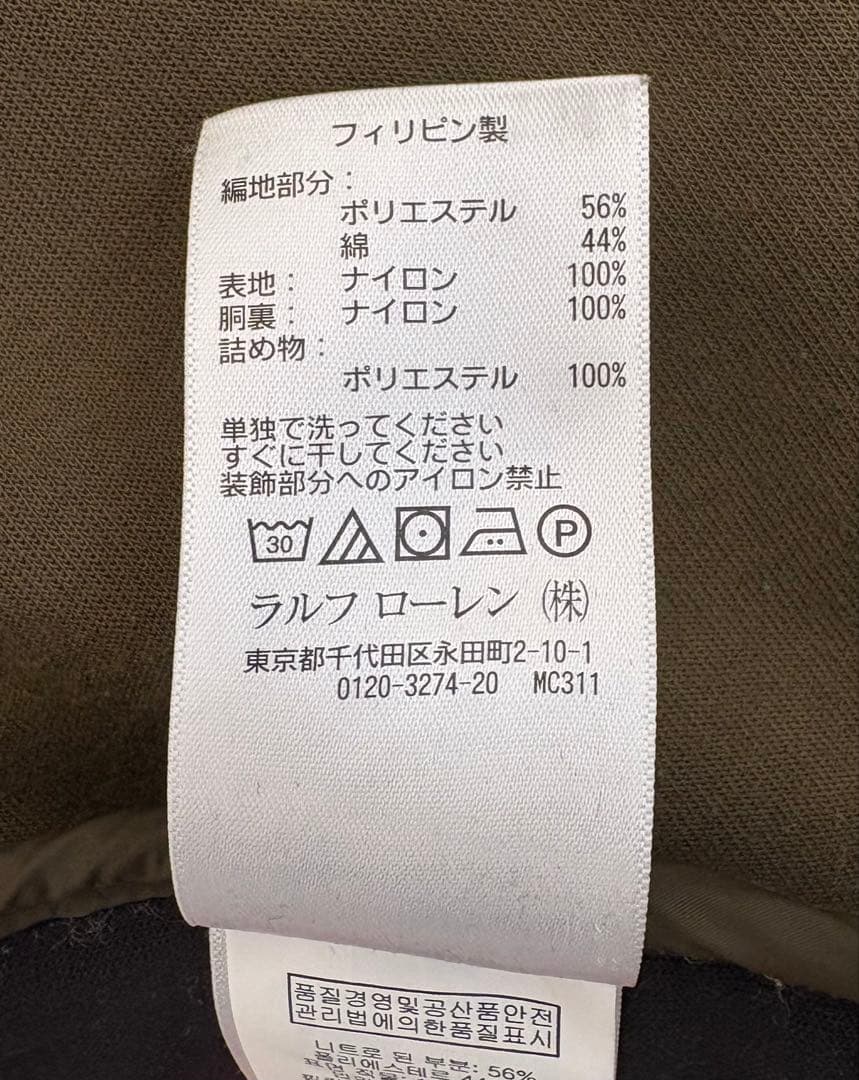 フィリピン製
編地部分：
ポリエステル 56%
綿 44%
表地： ナイロン 100%
胴裏： ナイロン 100%
詰め物：
ポリエステル 100%
単独で洗ってください
すぐに干してください
装飾部分へのアイロン禁止
30 P
ラルフ ローレン ㈱
東京都千代田区永田町2-10-1
0120-3274-20 MC311
품질경영및공산품안전
관리법에의한품질표시
니트로 된 부분: 56%
폴리에스테르